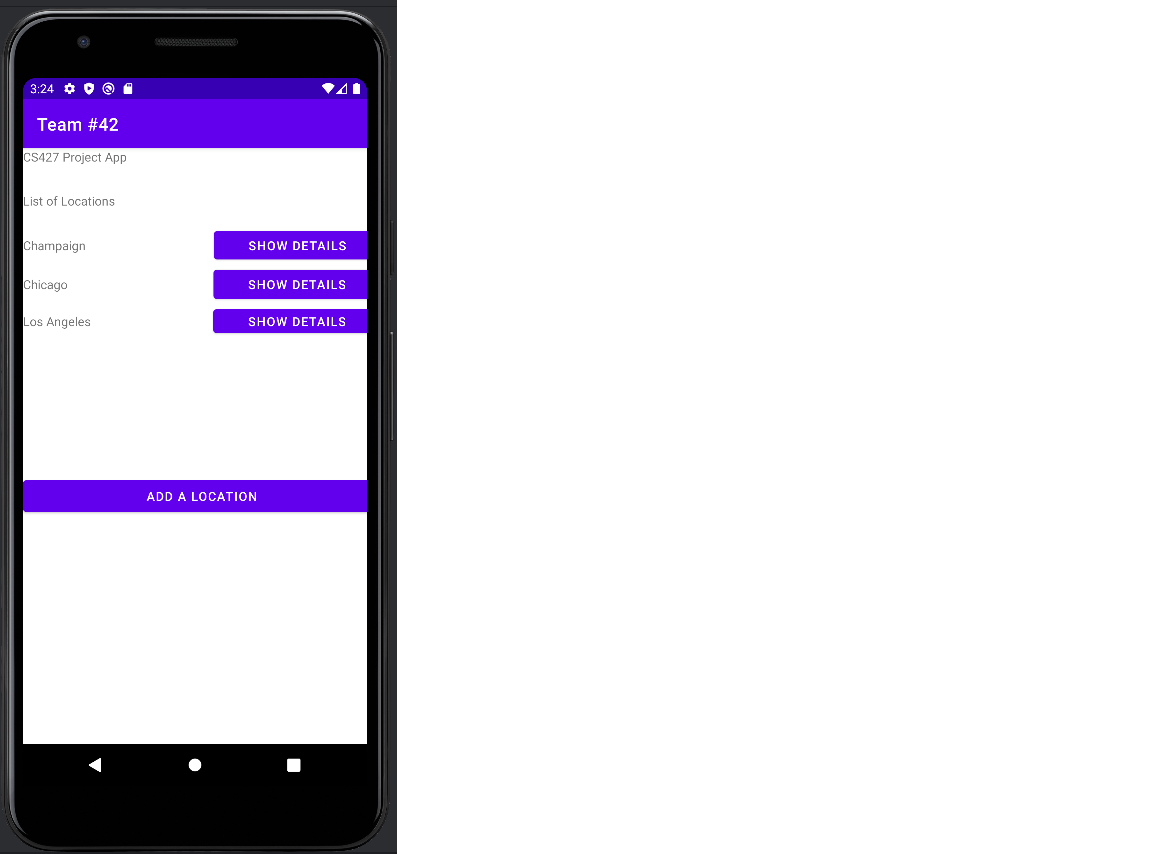 3:24
Team #42
CS427 Project App
List of Locations
Champaign SHOW DETAILS
Chicago SHOW DETAILS
Los Angeles SHOW DETAILS
ADD A LOCATION